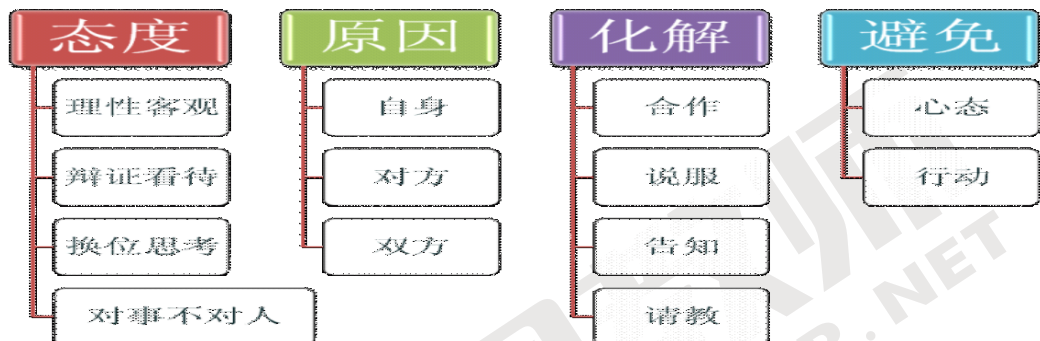 态度
理性客观
辩证看待
换位思考
对事不对人
原因
自身
对方
双方
化解
合作
说服
告知
请教
避免
心态
行动